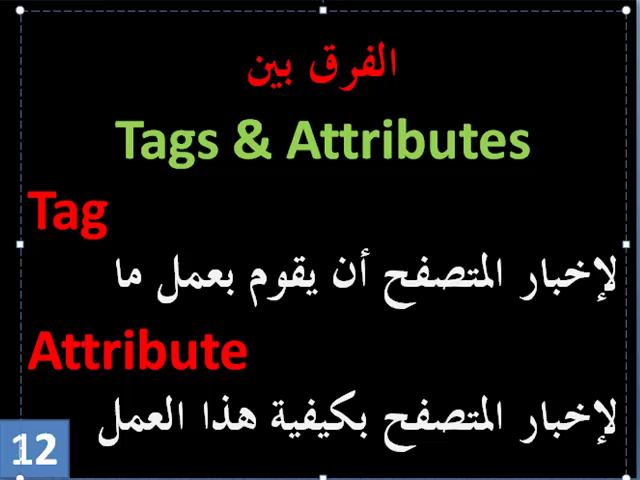 الفرق بين
Tags & Attributes
Tag
لإخبار المتصفح أن يقوم بعمل ما
Attribute
لإخبار المتصفح بكيفية هذا العمل
12